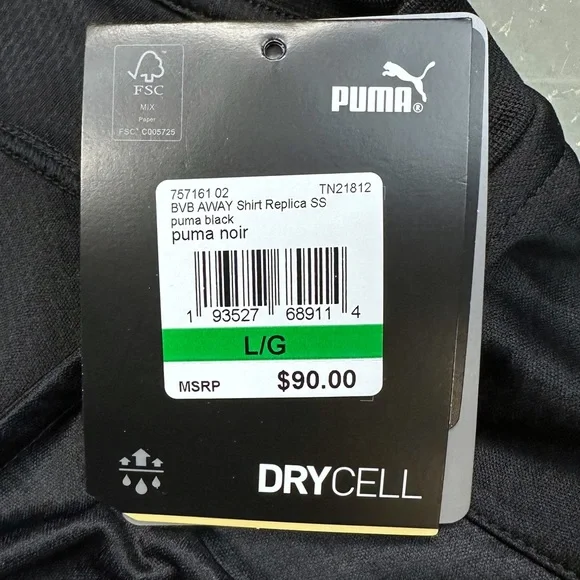 FSC
MIX
Paper
FSC® C005725
PUMA®
757161 02 TN21812
BVB AWAY Shirt Replica SS
puma black
puma noir
1 93527 68911 4
L/G
MSRP $90.00
DRYCELL